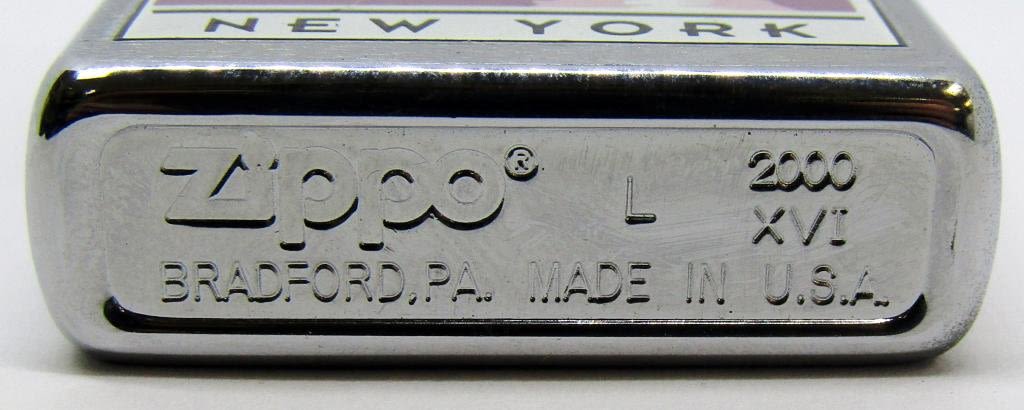 NEW YORK
Zippo® L 2000
XVI
BRADFORD, PA. MADE IN U.S.A.